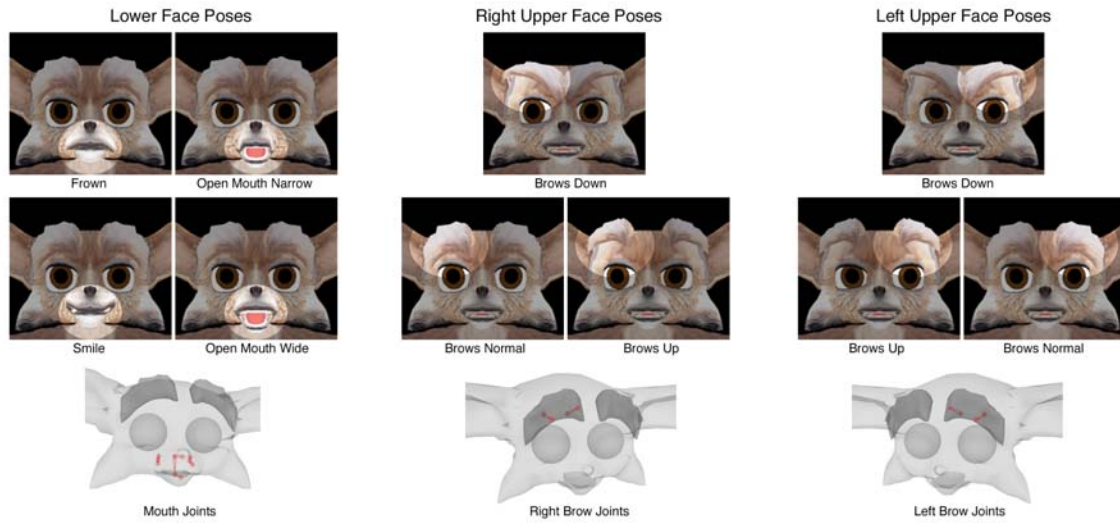 Lower Face Poses
Right Upper Face Poses
Left Upper Face Poses
Frown
Open Mouth Narrow
Brows Down
Brows Down
Smile
Open Mouth Wide
Brows Normal
Brows Up
Brows Up
Brows Normal
Mouth Joints
Right Brow Joints
Left Brow Joints